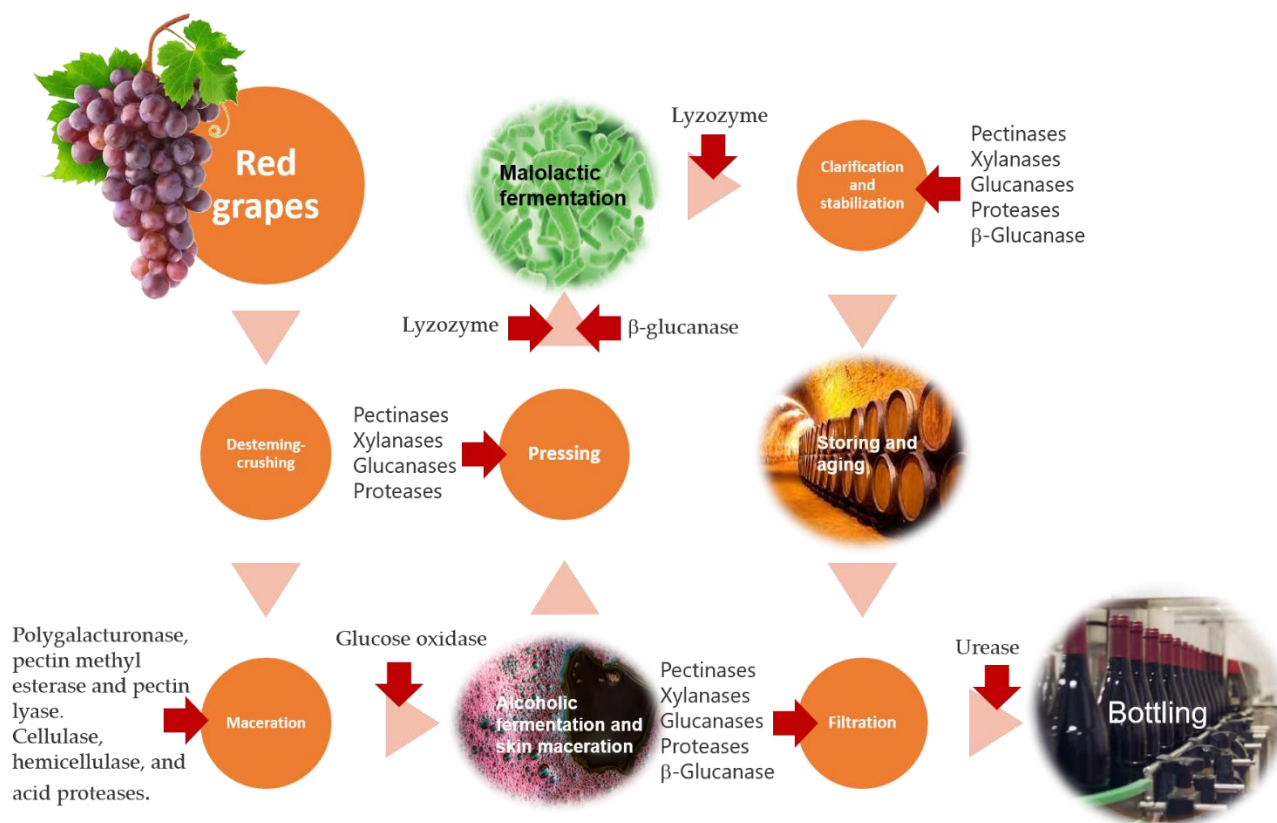 Red
grapes
Desteming-
crushing
Polygalacturonase,
pectin methyl
esterase and pectin
lyase.
Cellulase,
hemicellulase, and
acid proteases.
Maceration
Glucose oxidase
Alcoholic
fermentation and
skin maceration
Pectinases
Xylanases
Glucanases
Proteases
Pressing
Lyzozyme
β-glucanase
Malolactic
fermentation
Lyzozyme
Clarification
and
stabilization
Pectinases
Xylanases
Glucanases
Proteases
β-Glucanase
Storing and
aging
Pectinases
Xylanases
Glucanases
Proteases
β-Glucanase
Filtration
Urease
Bottling